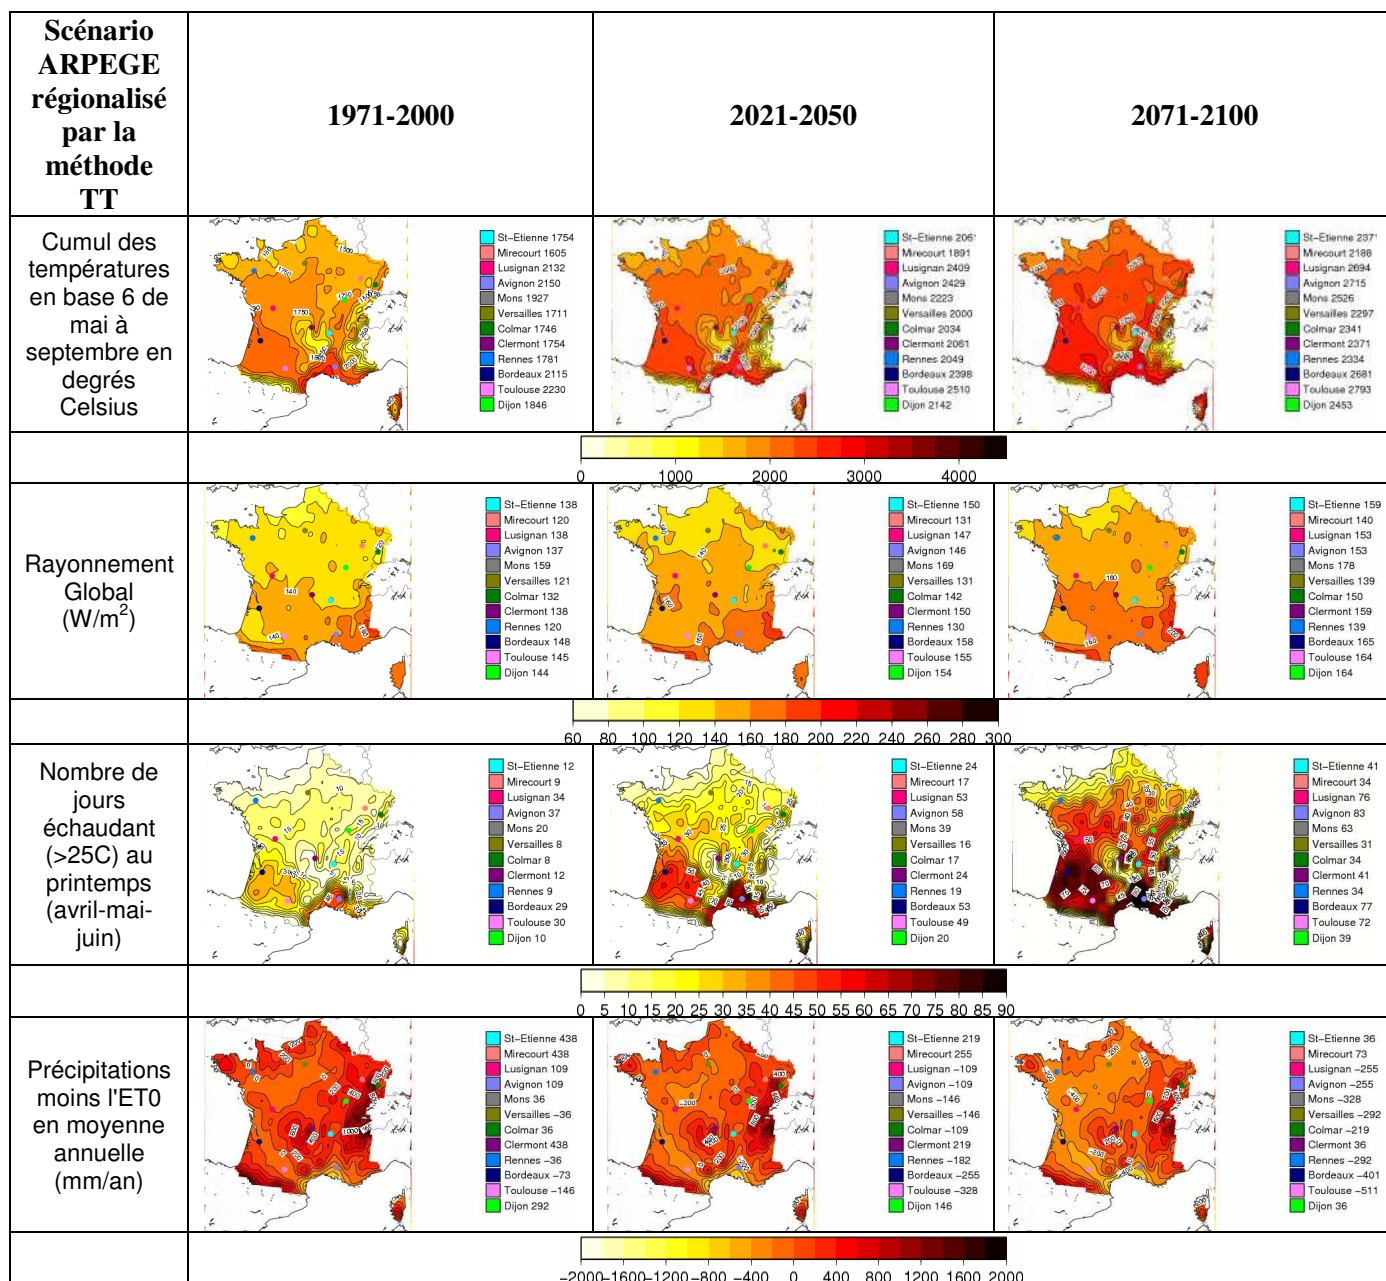 Scénario
ARPEGE
régionalisé
par la
méthode
TT
1971-2000
2021-2050
2071-2100
Cumul des
températures
en base 6 de
mai à
septembre en
degrés
Celsius
St-Etienne 1754
Mirecourt 1605
Lusignan 2132
Avignon 2150
Mons 1927
Versailles 1711
Colmar 1746
Clermont 1754
Rennes 1781
Bordeaux 2115
Toulouse 2230
Dijon 1846
St-Etienne 2061
Mirecourt 1891
Lusignan 2409
Avignon 2429
Mons 2223
Versailles 2000
Colmar 2034
Clermont 2061
Rennes 2049
Bordeaux 2398
Toulouse 2510
Dijon 2142
St-Etienne 2371
Mirecourt 2188
Lusignan 2694
Avignon 2715
Mons 2526
Versailles 2297
Colmar 2341
Clermont 2371
Rennes 2334
Bordeaux 2681
Toulouse 2793
Dijon 2453
0 1000 2000 3000 4000
Rayonnement
Global
(W/m²)
St-Etienne 138
Mirecourt 120
Lusignan 138
Avignon 137
Mons 159
Versailles 121
Colmar 132
Clermont 138
Rennes 120
Bordeaux 148
Toulouse 145
Dijon 144
St-Etienne 150
Mirecourt 131
Lusignan 147
Avignon 146
Mons 169
Versailles 131
Colmar 142
Clermont 150
Rennes 130
Bordeaux 158
Toulouse 155
Dijon 154
St-Etienne 159
Mirecourt 140
Lusignan 153
Avignon 153
Mons 178
Versailles 139
Colmar 150
Clermont 159
Rennes 139
Bordeaux 165
Toulouse 164
Dijon 164
60 80 100 120 140 160 180 200 220 240 260 280 300
Nombre de
jours
échaudant
(>25C) au
printemps
(avril-mai-
juin)
St-Etienne 12
Mirecourt 9
Lusignan 34
Avignon 37
Mons 20
Versailles 8
Colmar 8
Clermont 12
Rennes 9
Bordeaux 29
Toulouse 30
Dijon 10
St-Etienne 24
Mirecourt 17
Lusignan 53
Avignon 58
Mons 39
Versailles 16
Colmar 17
Clermont 24
Rennes 19
Bordeaux 53
Toulouse 49
Dijon 20
St-Etienne 41
Mirecourt 34
Lusignan 76
Avignon 83
Mons 63
Versailles 31
Colmar 34
Clermont 41
Rennes 34
Bordeaux 77
Toulouse 72
Dijon 39
0 5 10 15 20 25 30 35 40 45 50 55 60 65 70 75 80 85 90
Précipitations
moins l'ET0
en moyenne
annuelle
(mm/an)
St-Etienne 438
Mirecourt 438
Lusignan 109
Avignon 109
Mons 36
Versailles -36
Colmar 36
Clermont 438
Rennes -36
Bordeaux -73
Toulouse -146
Dijon 292
St-Etienne 219
Mirecourt 255
Lusignan -109
Avignon -109
Mons -146
Versailles -146
Colmar -109
Clermont 219
Rennes -182
Bordeaux -255
Toulouse -328
Dijon 146
St-Etienne 36
Mirecourt 73
Lusignan -255
Avignon -255
Mons -328
Versailles -292
Colmar -219
Clermont 36
Rennes -292
Bordeaux -401
Toulouse -511
Dijon 36
-2000 -1600 -1200 -800 -400 0 400 800 1200 1600 2000